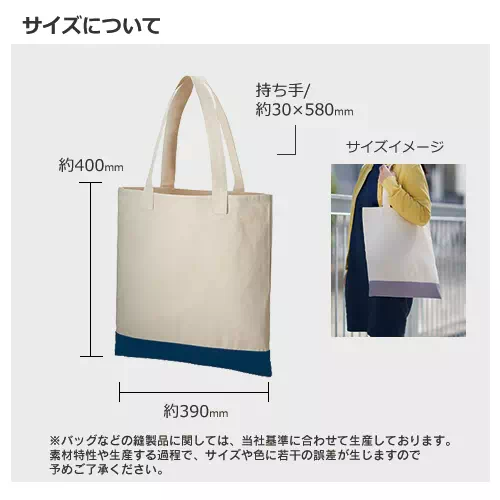 サイズについて
持ち手/
約30×580mm
サイズイメージ
約400mm
約390mm
※バッグなどの縫製品に関しては、当社基準に合わせて生産しております。
素材特性や生産する過程で、サイズや色に若干の誤差が生じますので
予めご了承ください。